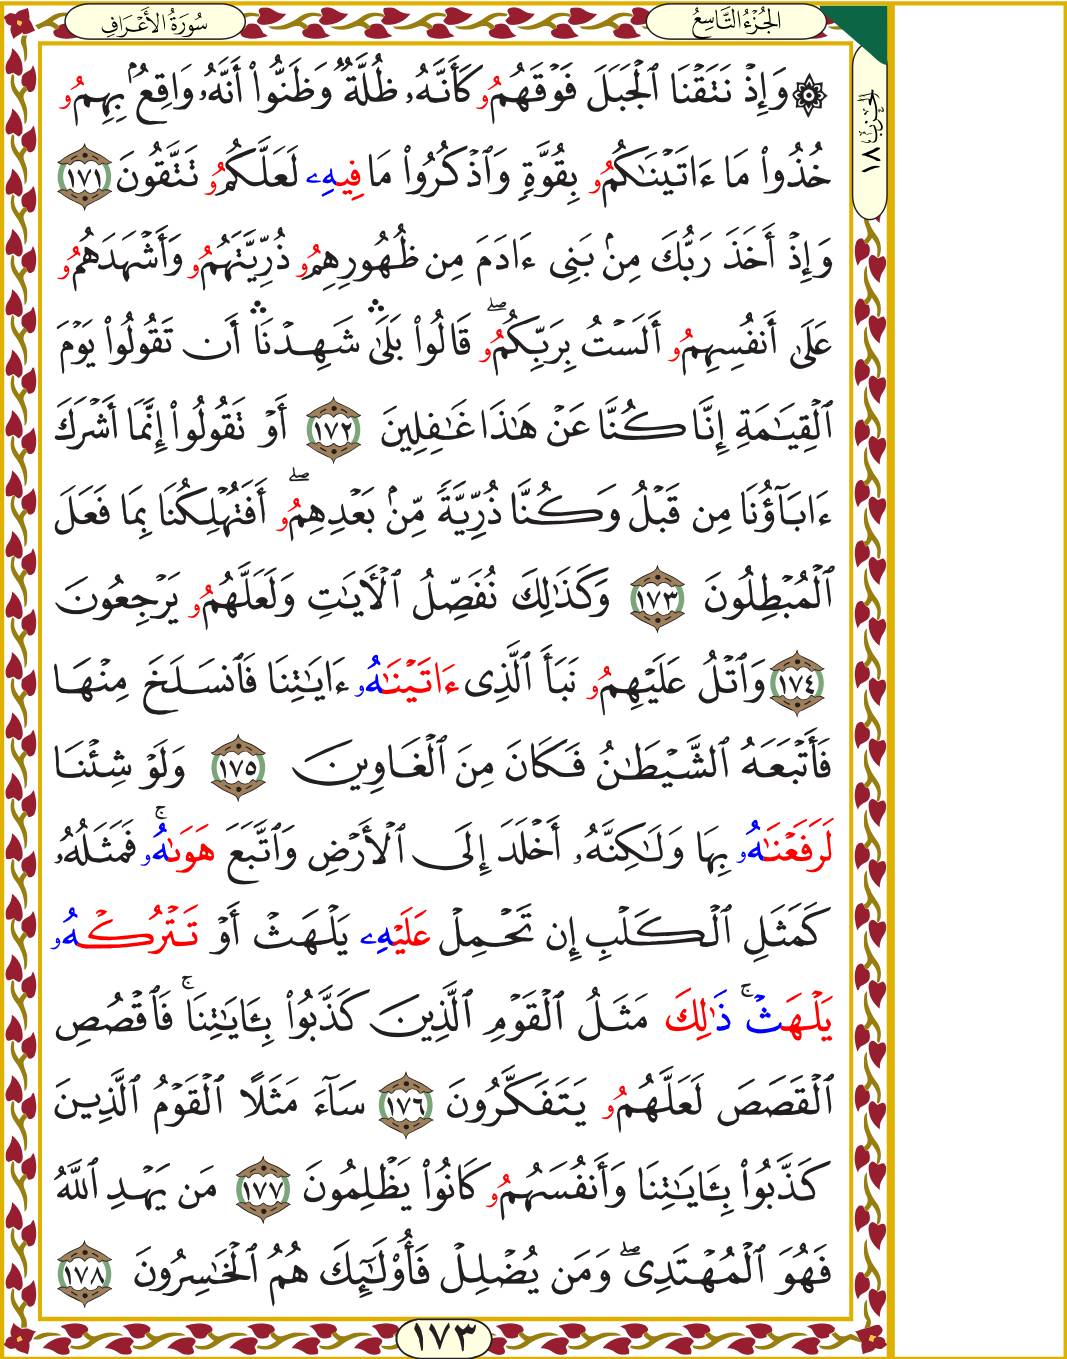 سُورَةُ الأَعْرَافِ
الجُزْءُ التَّاسِعُ
الحِزْبُ ١٨
۞ وَإِذْ نَتَقْنَا ٱلْجَبَلَ فَوْقَهُمُۥ كَأَنَّهُۥ ظُلَّةٌ وَظَنُّوا۟ أَنَّهُۥ وَاقِعُۢ بِهِمُۥ
خُذُوا۟ مَا ءَاتَيْنَٰكُمُۥ بِقُوَّةٍ وَٱذْكُرُوا۟ مَا فِيهِۦ لَعَلَّكُمُۥ تَتَّقُونَ ١٧١
وَإِذْ أَخَذَ رَبُّكَ مِنۢ بَنِى ءَادَمَ مِن ظُهُورِهِمُۥ ذُرِّيَّتَهُمُۥ وَأَشْهَدَهُمُۥ
عَلَىٰ أَنفُسِهِمُۥ أَلَسْتُ بِرَبِّكُمُۥۖ قَالُوا۟ بَلَىٰۛ شَهِدْنَاۛ أَن تَقُولُوا۟ يَوْمَ
ٱلْقِيَٰمَةِ إِنَّا كُنَّا عَنْ هَٰذَا غَٰفِلِينَ ١٧٢ أَوْ تَقُولُوا۟ إِنَّمَا أَشْرَكَ
ءَابَآؤُنَا مِن قَبْلُ وَكُنَّا ذُرِّيَّةً مِّنۢ بَعْدِهِمُۥۖ أَفَتُهْلِكُنَا بِمَا فَعَلَ
ٱلْمُبْطِلُونَ ١٧٣ وَكَذَٰلِكَ نُفَصِّلُ ٱلْأَيَٰتِ وَلَعَلَّهُمُۥ يَرْجِعُونَ
١٧٤ وَٱتْلُ عَلَيْهِمُۥ نَبَأَ ٱلَّذِى ءَاتَيْنَٰهُۥ ءَايَٰتِنَا فَٱنسَلَخَ مِنْهَا
فَأَتْبَعَهُ ٱلشَّيْطَٰنُ فَكَانَ مِنَ ٱلْغَاوِينَ ١٧٥ وَلَوْ شِئْنَا
لَرَفَعْنَٰهُۥ بِهَا وَلَٰكِنَّهُۥ أَخْلَدَ إِلَى ٱلْأَرْضِ وَٱتَّبَعَ هَوَىٰهُۥۚ فَمَثَلُهُۥ
كَمَثَلِ ٱلْكَلْبِ إِن تَحْمِلْ عَلَيْهِۦ يَلْهَثْ أَوْ تَتْرُكْهُۥ
يَلْهَثْۚ ذَٰلِكَ مَثَلُ ٱلْقَوْمِ ٱلَّذِينَ كَذَّبُوا۟ بِـَٔايَٰتِنَاۚ فَٱقْصُصِ
ٱلْقَصَصَ لَعَلَّهُمُۥ يَتَفَكَّرُونَ ١٧٦ سَآءَ مَثَلًا ٱلْقَوْمُ ٱلَّذِينَ
كَذَّبُوا۟ بِـَٔايَٰتِنَا وَأَنفُسَهُمُۥ كَانُوا۟ يَظْلِمُونَ ١٧٧ مَن يَهْدِ ٱللَّهُ
فَهُوَ ٱلْمُهْتَدِىۖ وَمَن يُضْلِلْ فَأُو۟لَٰٓئِكَ هُمُ ٱلْخَٰسِرُونَ ١٧٨
١٧٣